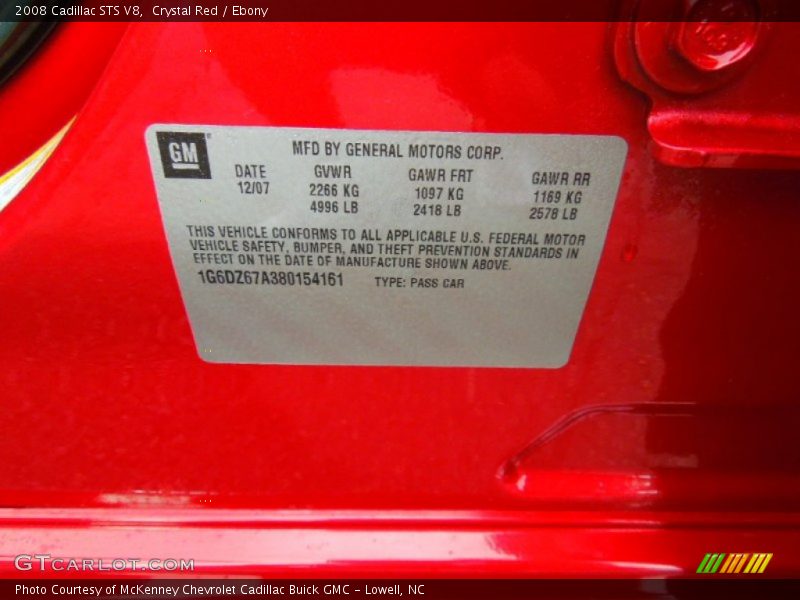 2008 Cadillac STS V8,  Crystal Red / Ebony
GM
MFD BY GENERAL MOTORS CORP.
DATE GVWR GAWR FRT GAWR RR
12/07 2266 KG 1097 KG 1169 KG
4996 LB 2418 LB 2578 LB
THIS VEHICLE CONFORMS TO ALL APPLICABLE U.S. FEDERAL MOTOR
VEHICLE SAFETY, BUMPER, AND THEFT PREVENTION STANDARDS IN
EFFECT ON THE DATE OF MANUFACTURE SHOWN ABOVE.
1G6DZ67A380154161 TYPE: PASS CAR
GTCARLOT.COM
Photo Courtesy of McKenney Chevrolet Cadillac Buick GMC - Lowell, NC